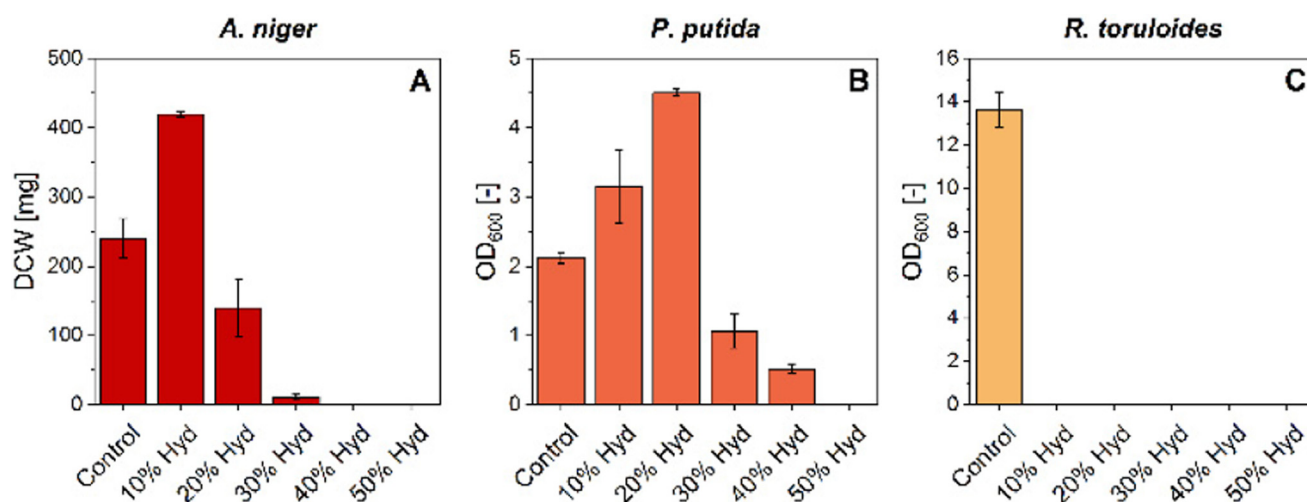 A. niger
A
500
400
300
200
100
0
DCW [mg]
Control
10% Hyd
20% Hyd
30% Hyd
40% Hyd
50% Hyd
P. putida
B
5
4
3
2
1
0
OD600 [-]
Control
10% Hyd
20% Hyd
30% Hyd
40% Hyd
50% Hyd
R. toruloides
C
16
14
12
10
8
6
4
2
0
OD600 [-]
Control
10% Hyd
20% Hyd
30% Hyd
40% Hyd
50% Hyd